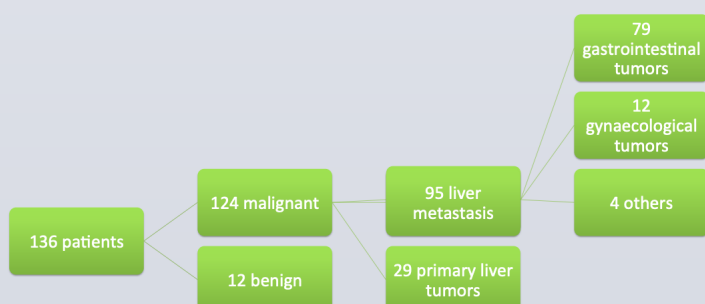 79
gastrointestinal
tumors
12
gynaecological
tumors
124 malignant
95 liver
metastasis
4 others
136 patients
12 benign
29 primary liver
tumors